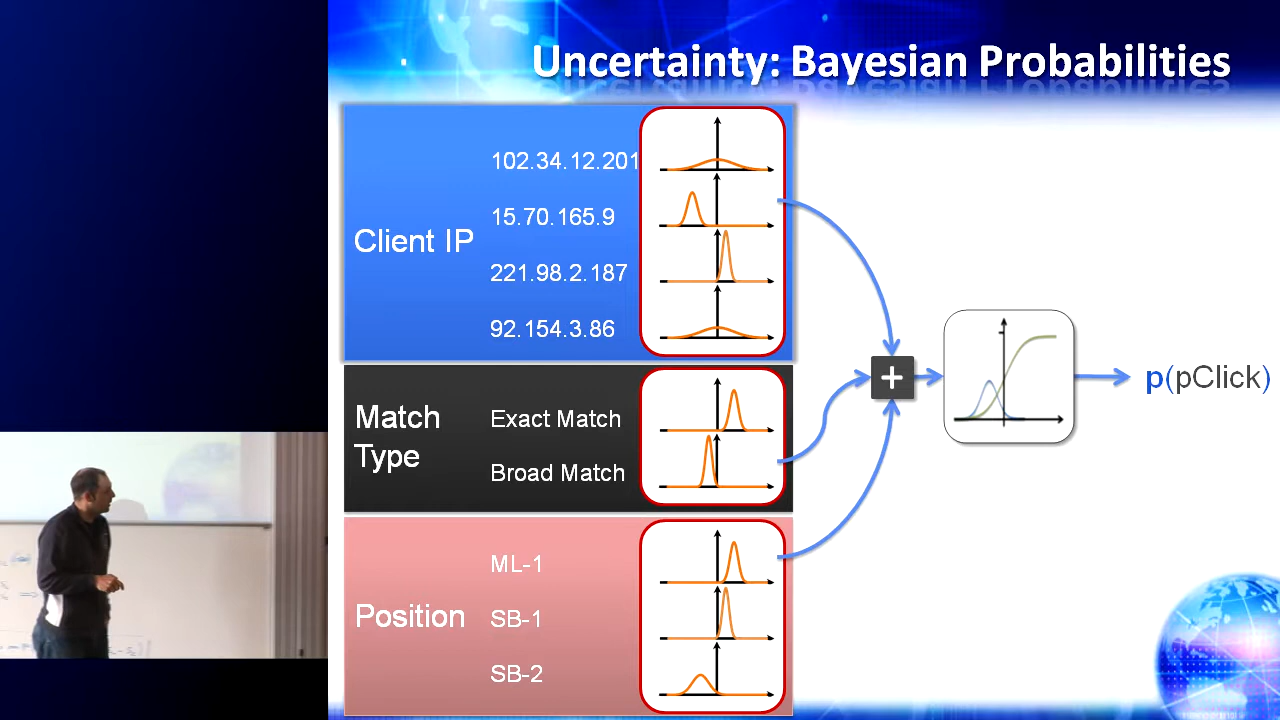 Uncertainty: Bayesian Probabilities
Client IP
102.34.12.201
15.70.165.9
221.98.2.187
92.154.3.86
Match
Type
Exact Match
Broad Match
Position
ML-1
SB-1
SB-2
+
p(pClick)